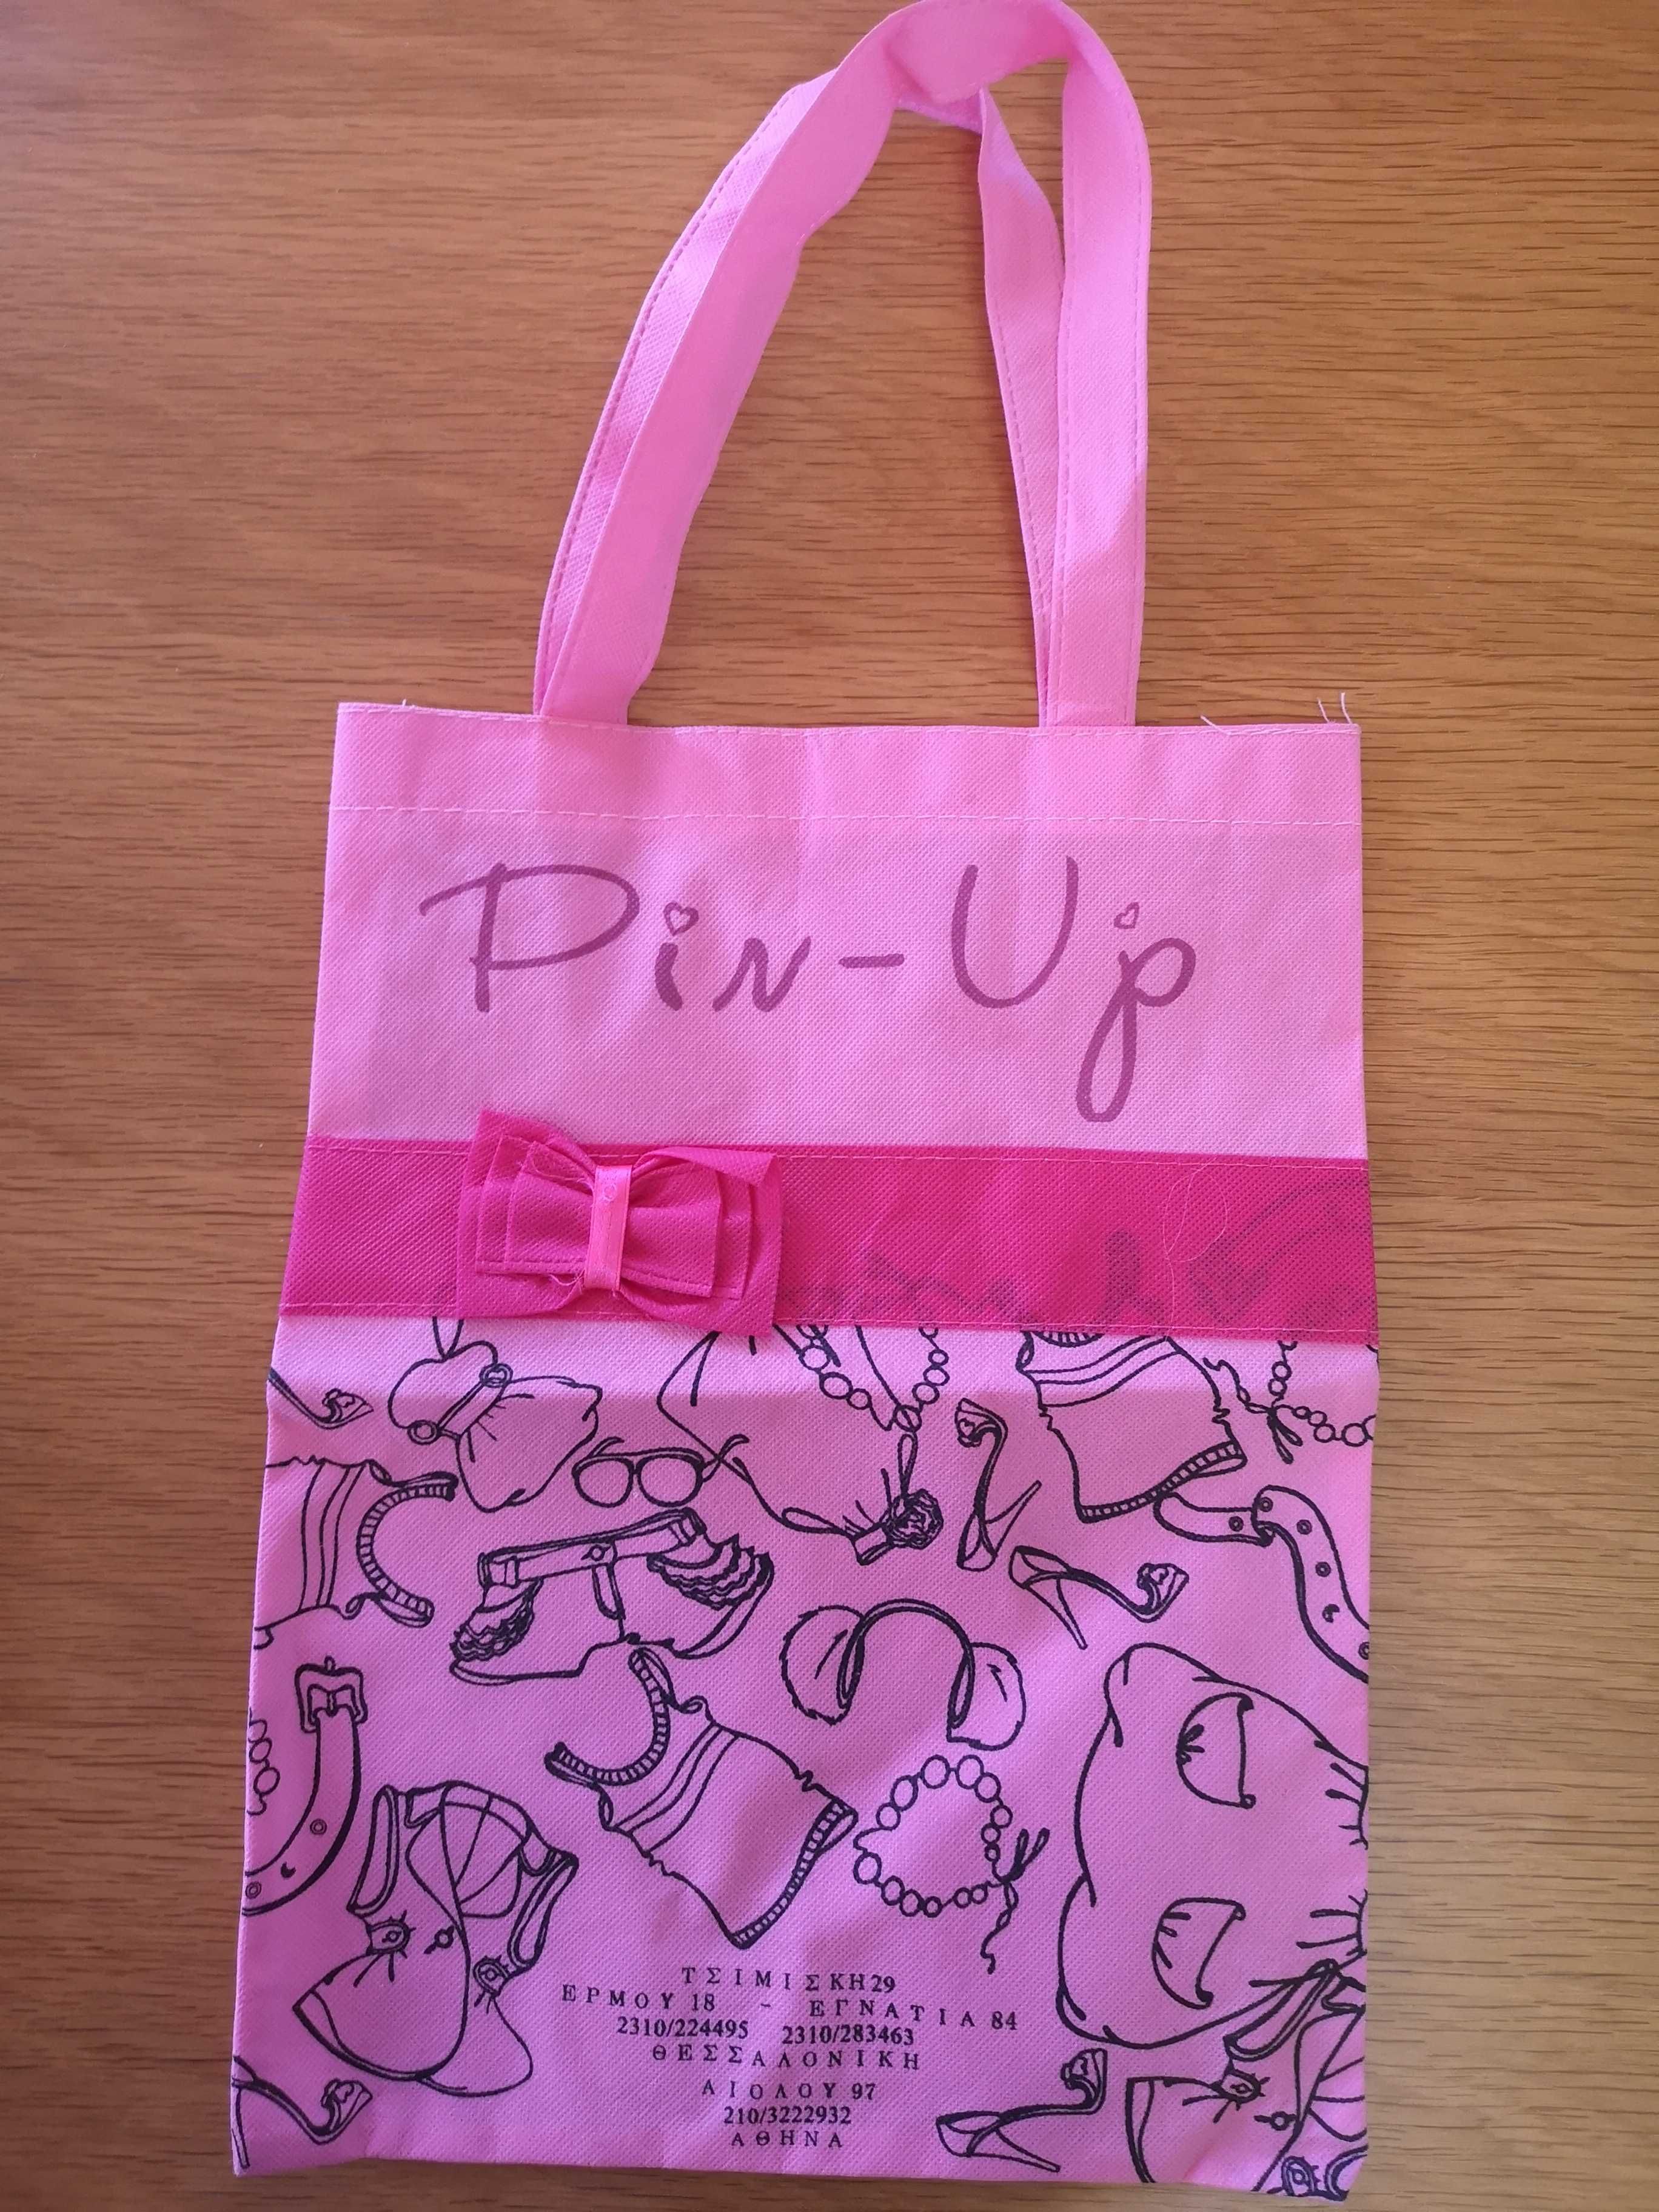 Pin-Up
ΤΣΙΜΙΣΚΗ 29
ΕΡΜΟΥ 18 - ΕΓΝΑΤΙΑ 84
2310/224495 2310/283463
ΘΕΣΣΑΛΟΝΙΚΗ
ΑΙΟΛΟΥ 97
210/3222932
ΑΘΗΝΑ